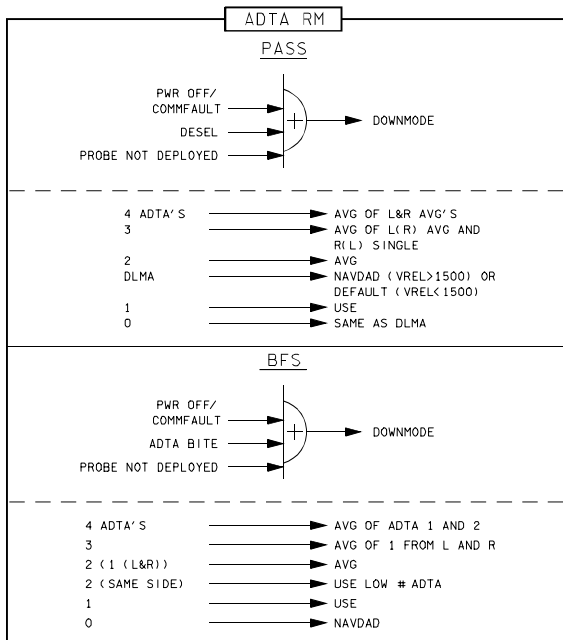 ADTA RM
PASS
PWR OFF/
COMMFAULT
DESEL
PROBE NOT DEPLOYED
+
DOWNMODE
4 ADTA'S AVG OF L&R AVG'S
3 AVG OF L(R) AVG AND
R(L) SINGLE
2 AVG
DLMA NAVDAD (VREL>1500) OR
DEFAULT (VREL<1500)
1 USE
0 SAME AS DLMA
BFS
PWR OFF/
COMMFAULT
ADTA BITE
PROBE NOT DEPLOYED
+
DOWNMODE
4 ADTA'S AVG OF ADTA 1 AND 2
3 AVG OF 1 FROM L AND R
2 (1 (L&R)) AVG
2 (SAME SIDE) USE LOW # ADTA
1 USE
0 NAVDAD